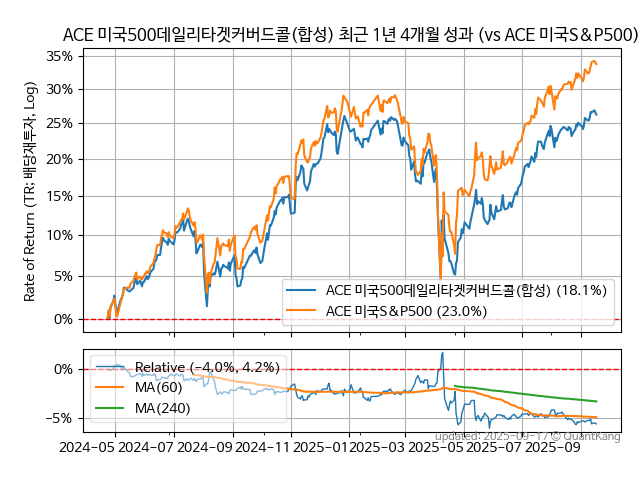 ACE 미국500데일리타겟커버드콜(합성) 최근 1년 4개월 성과 (vs ACE 미국S&P500)
Rate of Return (TR: 배당재투자, Log)
35%
30%
25%
20%
15%
10%
5%
0%
ACE 미국500데일리타겟커버드콜(합성) (18.1%)
ACE 미국S&P500 (23.0%)
0%
−5%
Relative (−4.0%, 4.2%)
MA(60)
MA(240)
2024-05 2024-07 2024-09 2024-11 2025-01 2025-03 2025-05 2025-07 2025-09
updated: 2025-09-17 © QuantKang